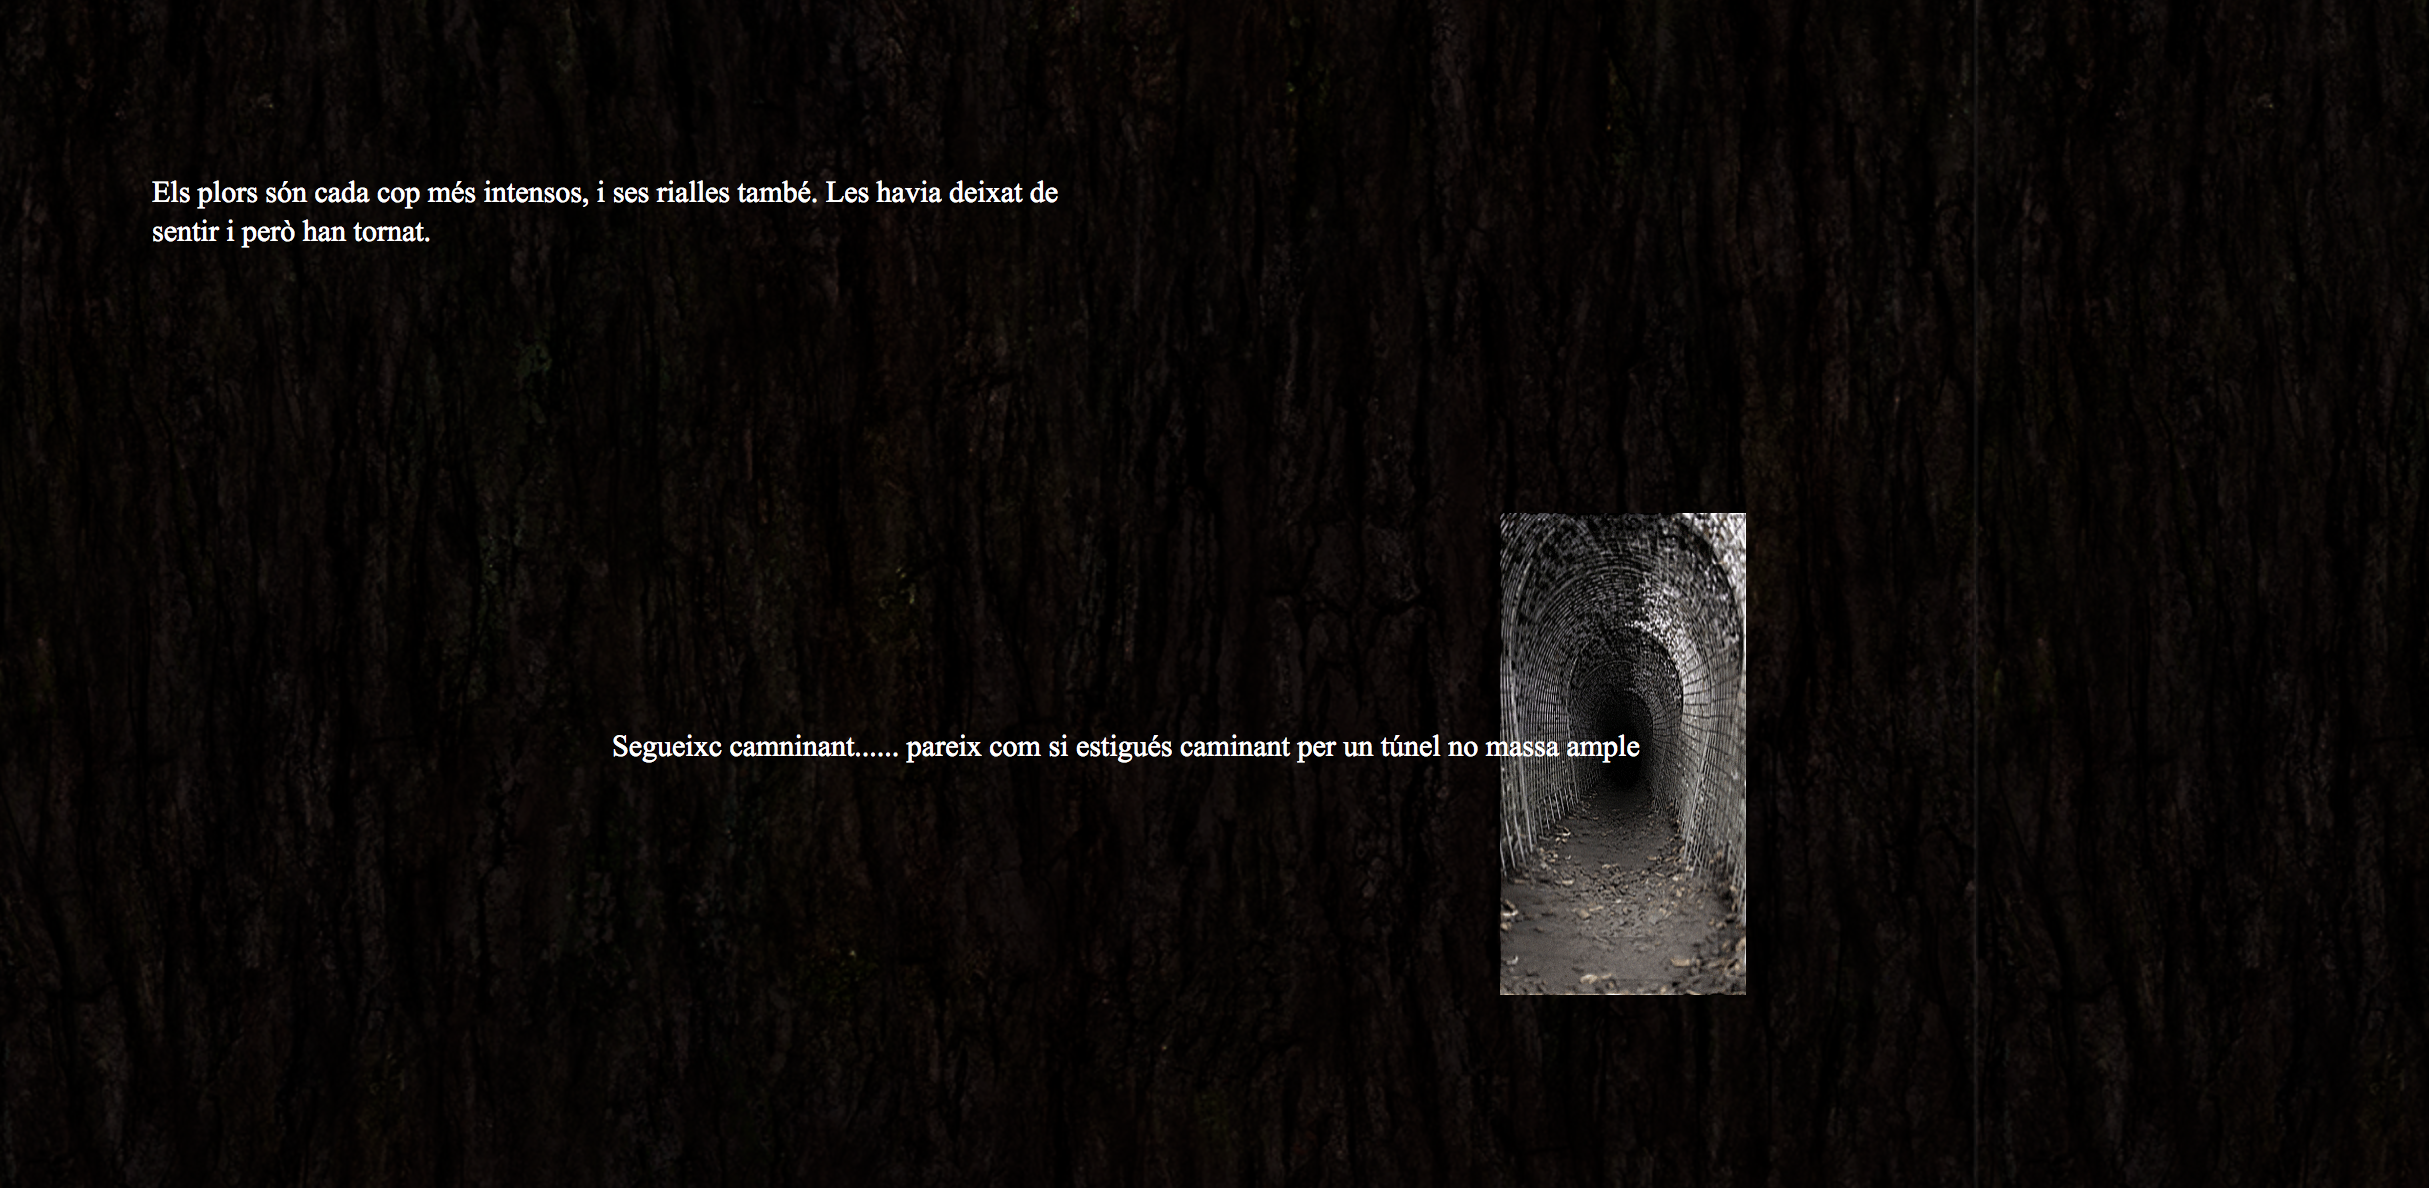 Els plors són cada cop més intensos, i ses rialles també. Les havia deixat de
sentir i però han tornat.
Segueixc camninant...... pareix com si estigués caminant per un túnel no massa ample